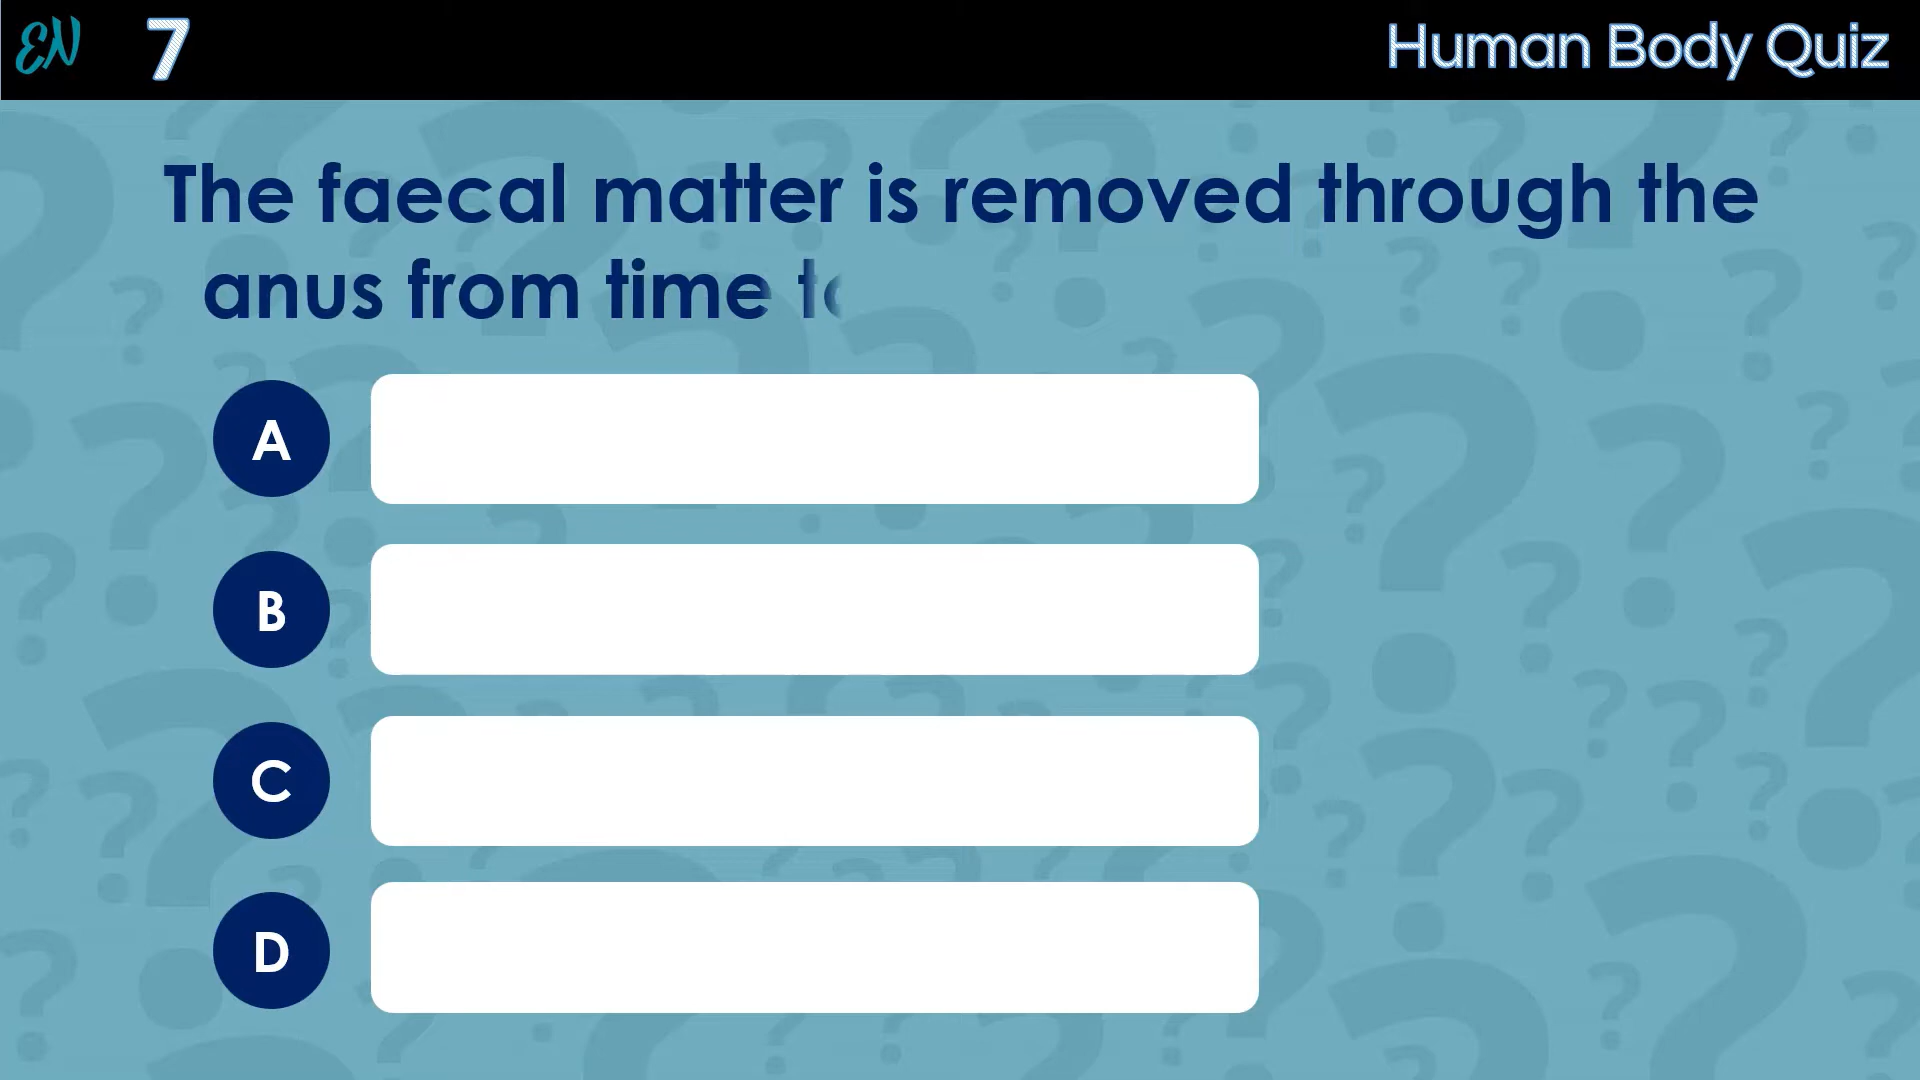 EN
7
Human Body Quiz
The faecal matter is removed through the
anus from time
A
B
C
D